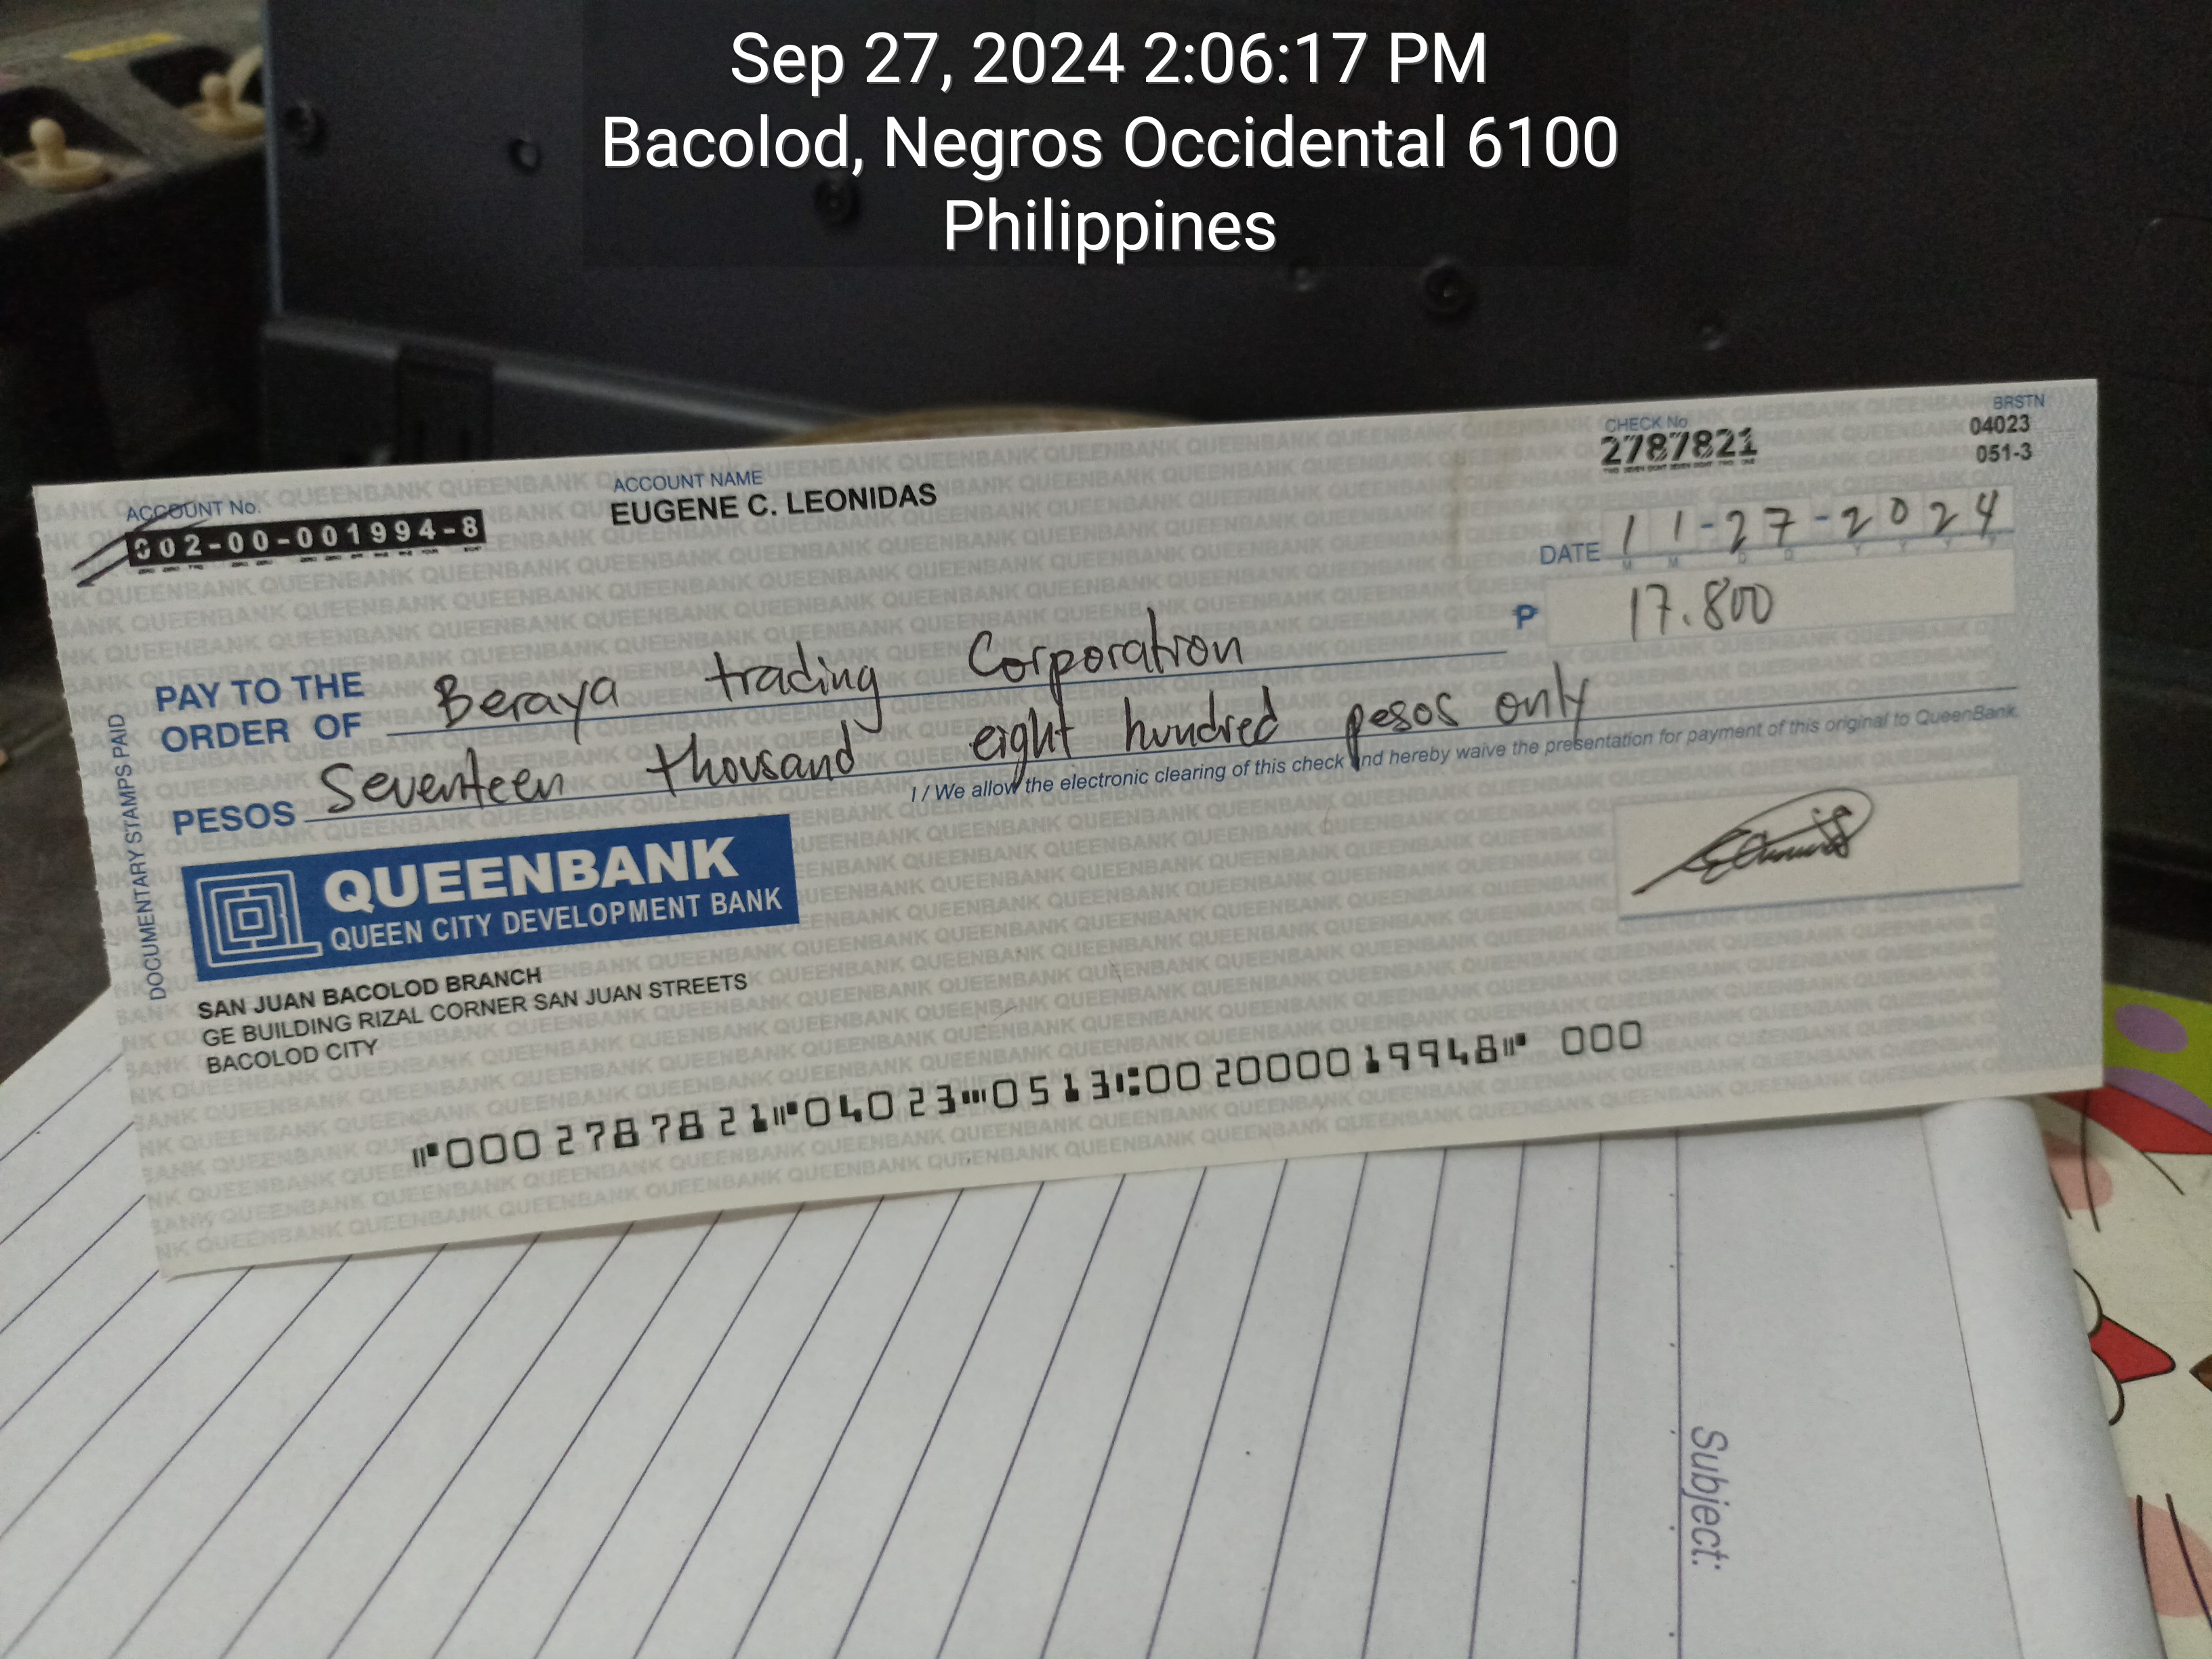 Sep 27, 2024 2:06:17 PM
Bacolod, Negros Occidental 6100
Philippines
ACCOUNT No.
002-00-001994-8
ACCOUNT NAME
EUGENE C. LEONIDAS
CHECK No
2787821
BRSTN
04023
051-3
DATE 11-27-2024
₱ 17.800
PAY TO THE
ORDER OF Beraya trading Corporation
PESOS Seventeen thousand eight hundred pesos only
I / We allow the electronic clearing of this check and hereby waive the presentation for payment of this original to QueenBank.
DOCUMENTARY STAMPS PAID
QUEENBANK
QUEEN CITY DEVELOPMENT BANK
SAN JUAN BACOLOD BRANCH
GE BUILDING RIZAL CORNER SAN JUAN STREETS
BACOLOD CITY
⑈000 2787821⑈04023⑉0513⑆002000019948⑈ 000
Subject: